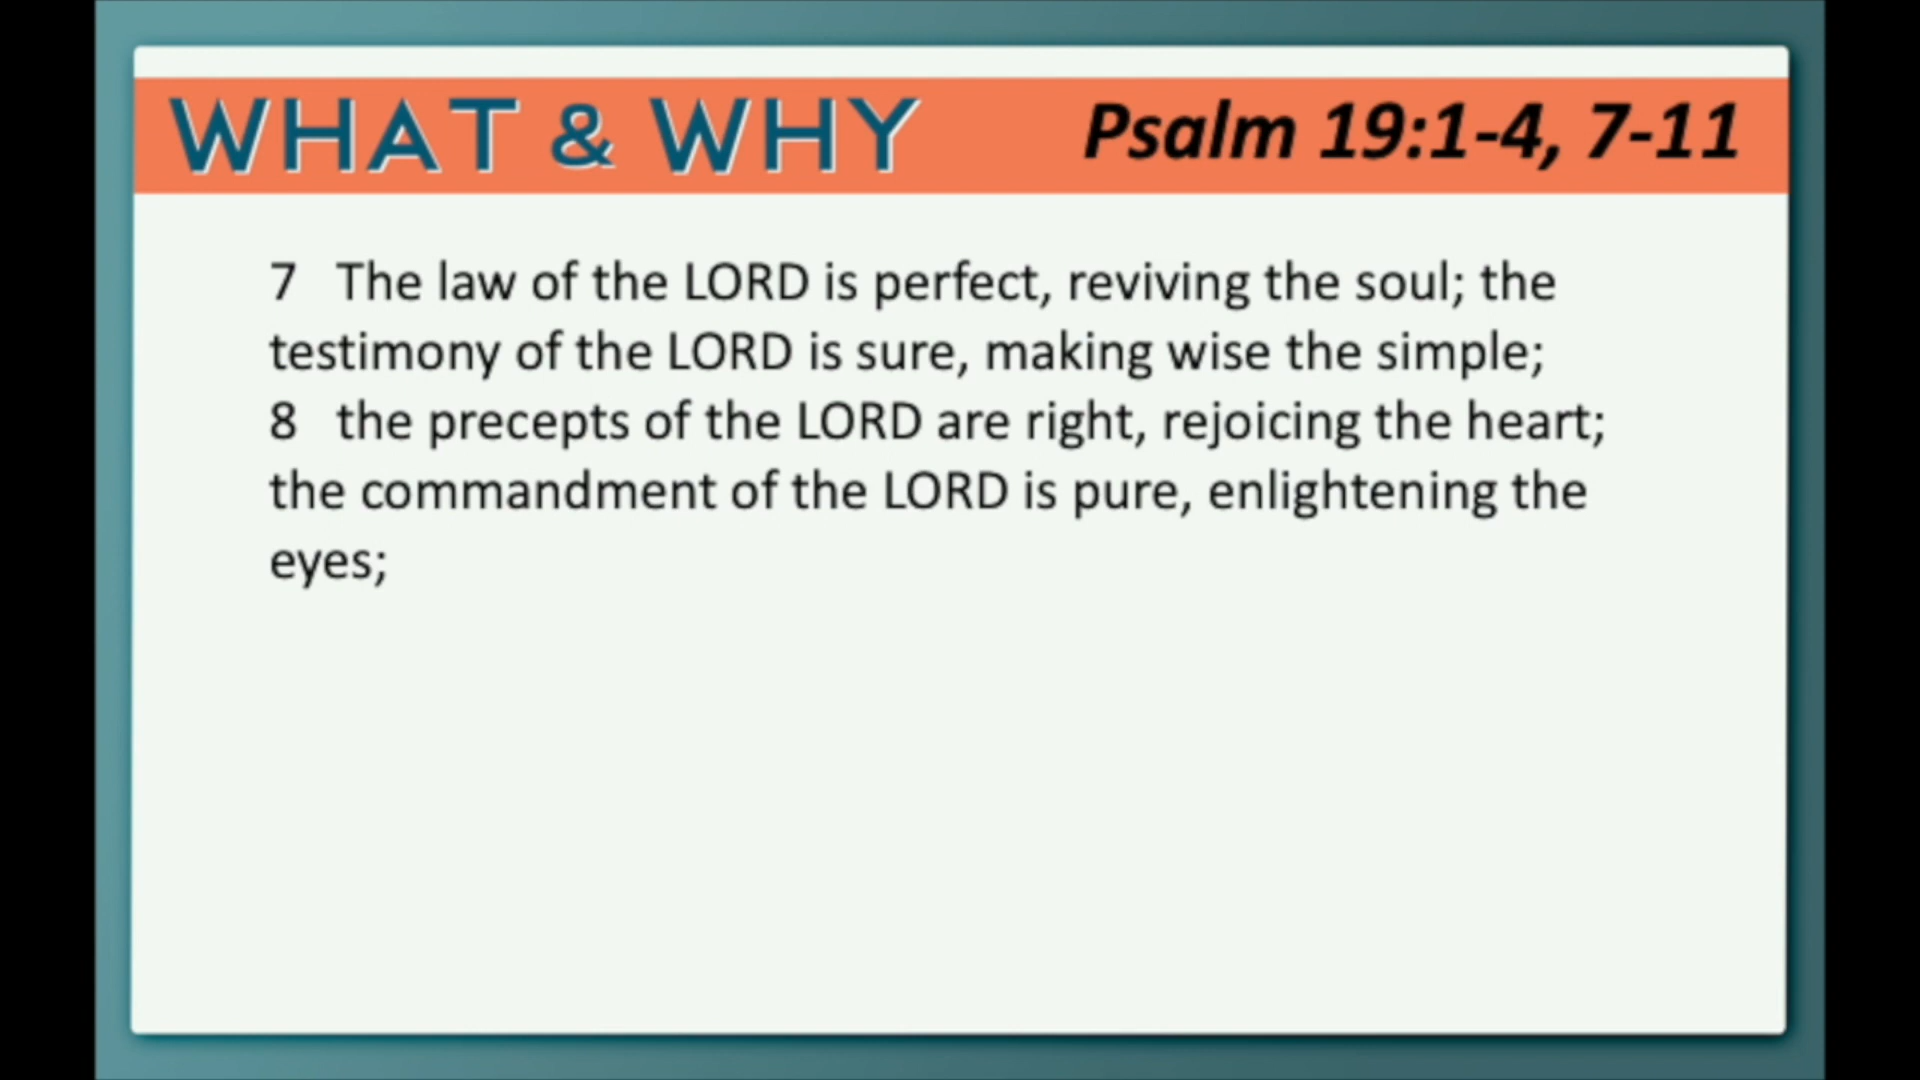 WHAT & WHY
Psalm 19:1-4, 7-11
7 The law of the LORD is perfect, reviving the soul; the
testimony of the LORD is sure, making wise the simple;
8 the precepts of the LORD are right, rejoicing the heart;
the commandment of the LORD is pure, enlightening the
eyes;